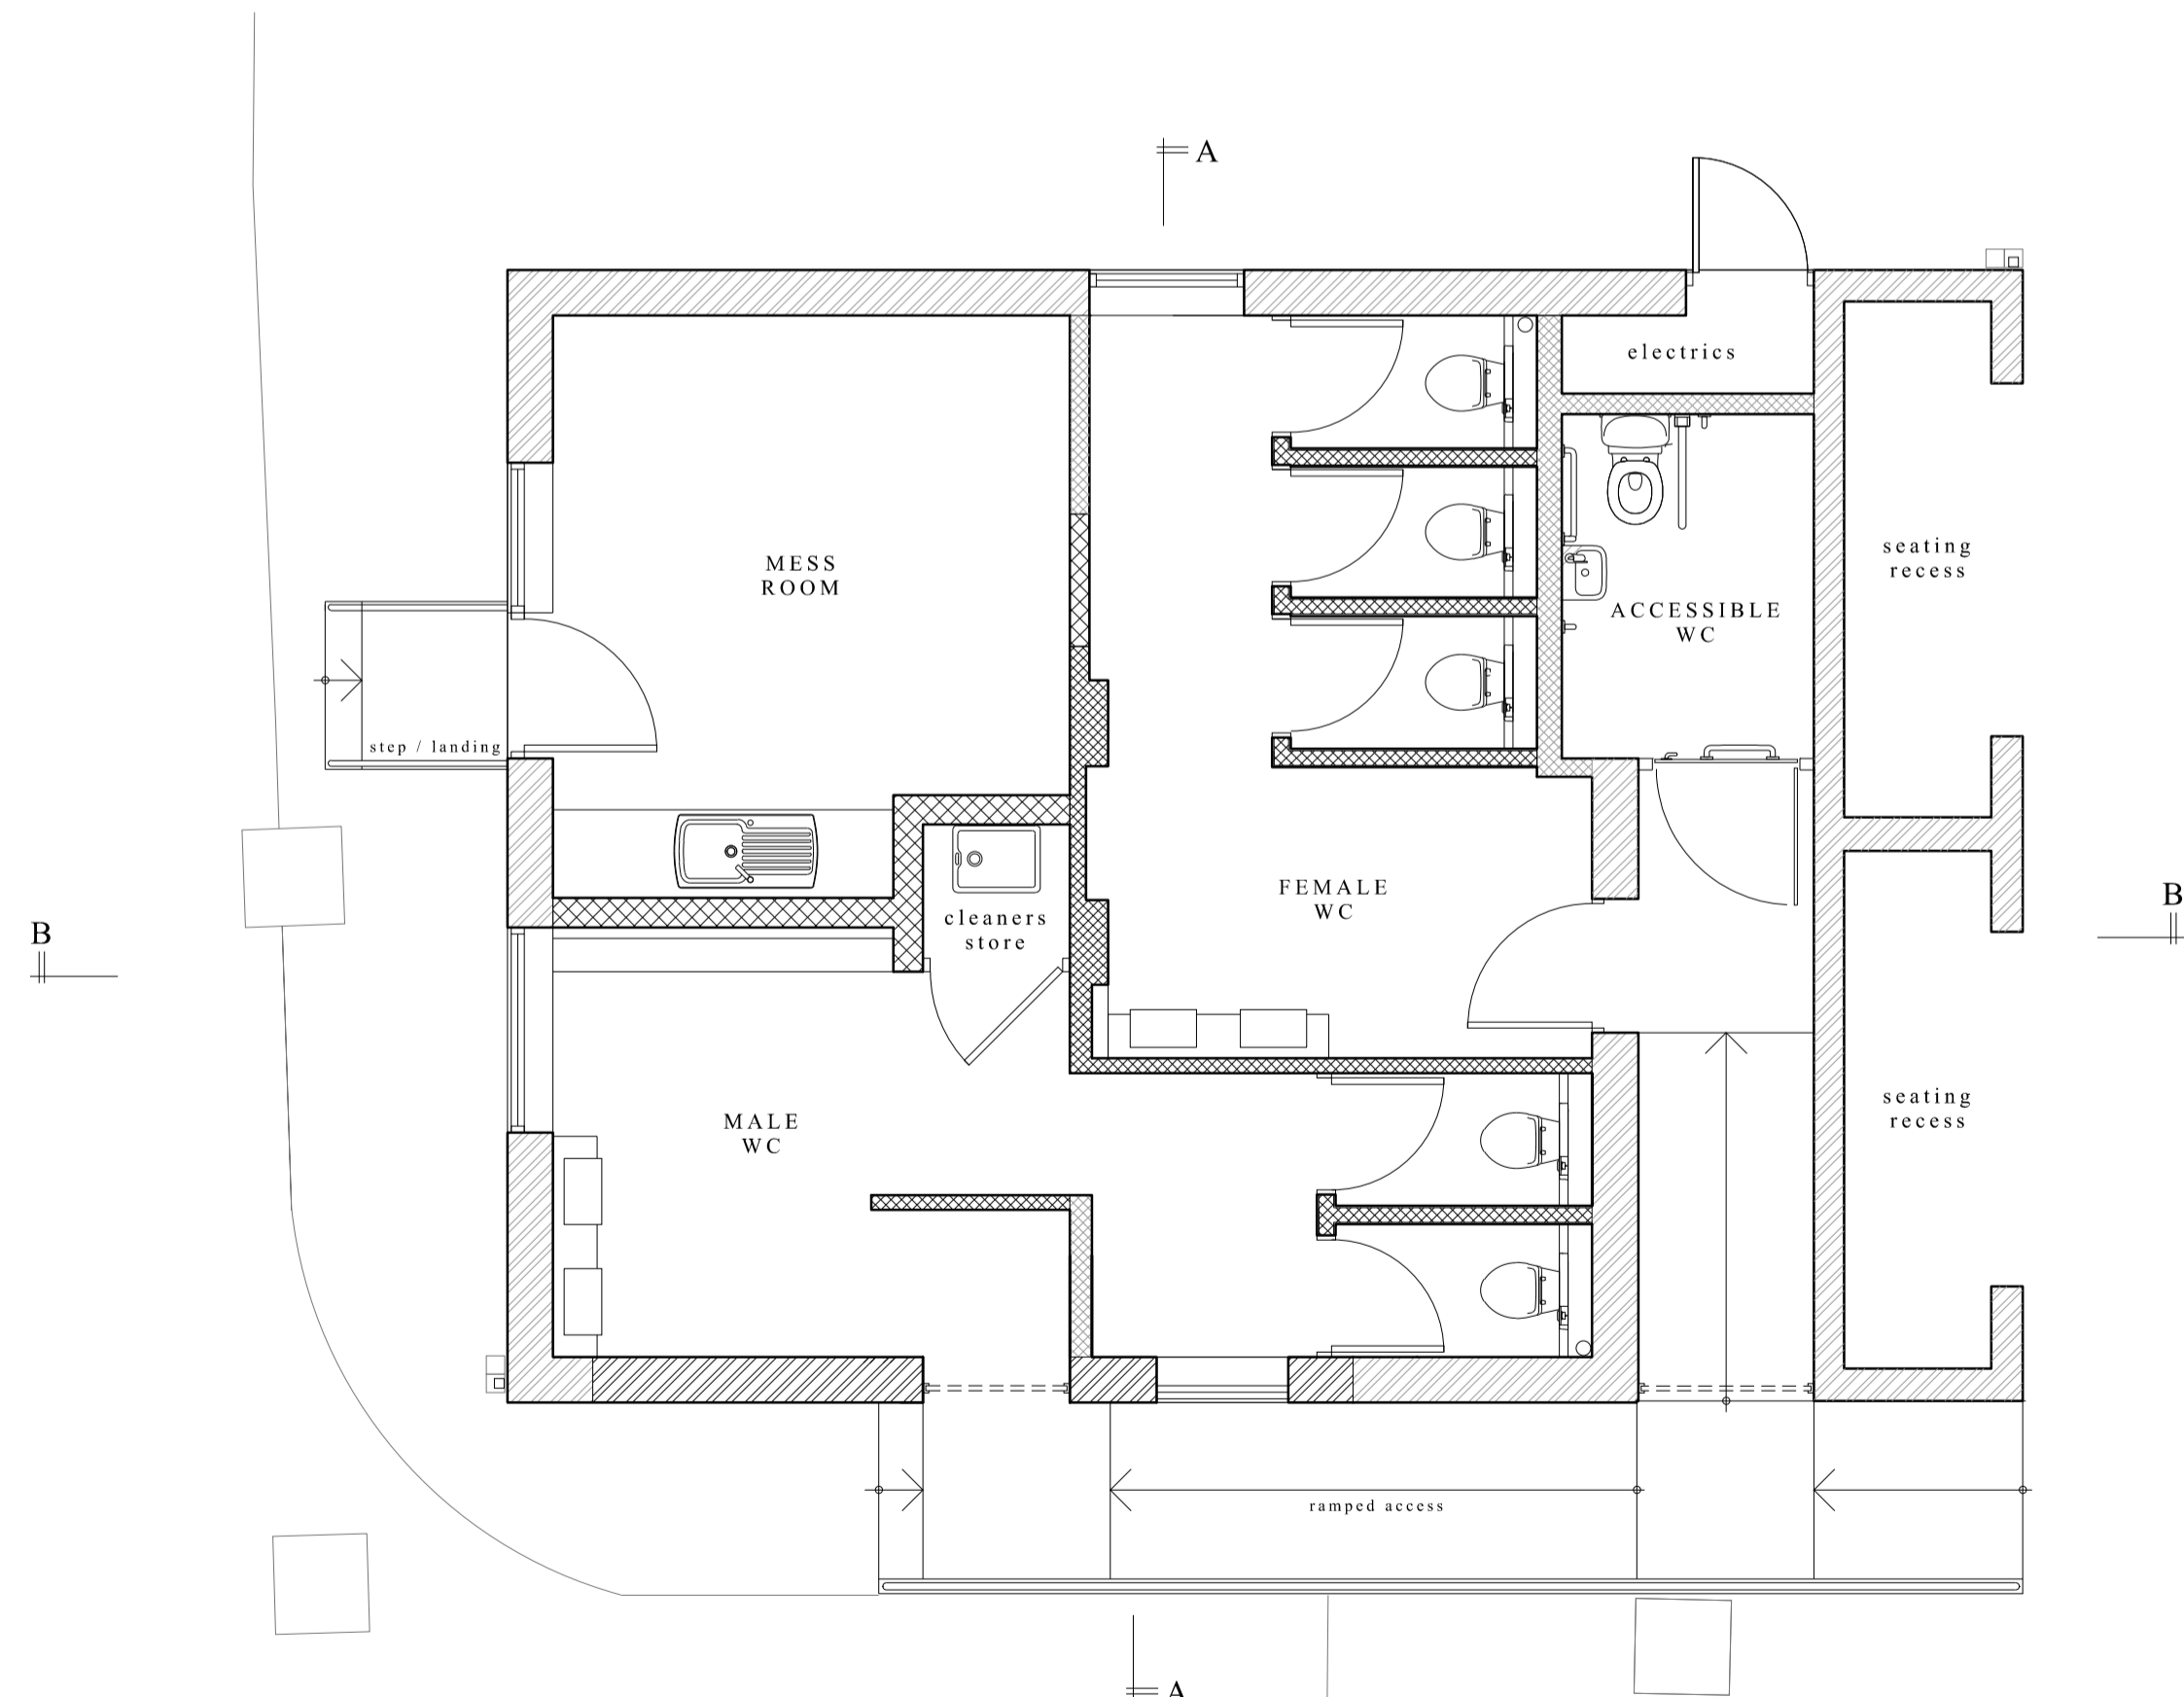 A
electrics
MESS
ROOM
seating
recess
ACCESSIBLE
WC
step / landing
FEMALE
WC
cleaners
store
B
B
MALE
WC
seating
recess
ramped access
A